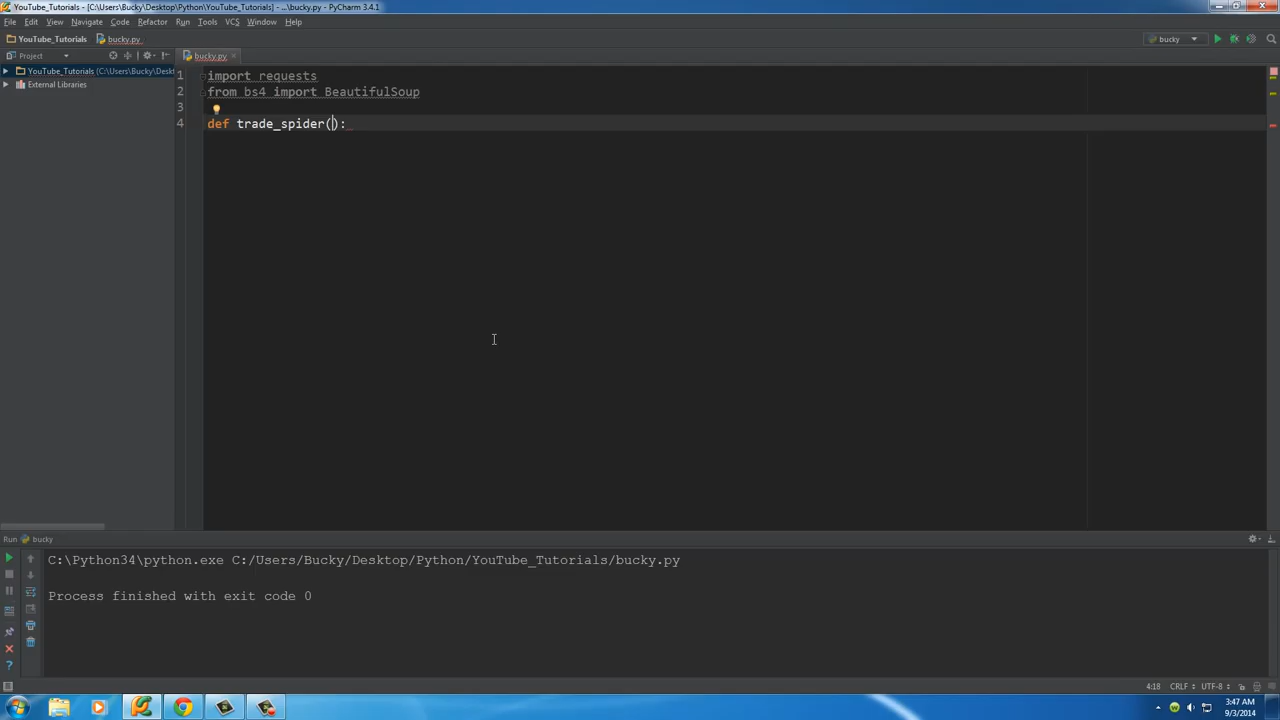 YouTube_Tutorials - [C:\Users\Bucky\Desktop\Python\YouTube_Tutorials] - ...\bucky.py - PyCharm 3.4.1
File Edit View Navigate Code Refactor Run Tools VCS Window Help
YouTube_Tutorials bucky.py bucky
Project bucky.py
YouTube_Tutorials (C:\Users\Bucky\Deskt
External Libraries
1 import requests
2 from bs4 import BeautifulSoup
3
4 def trade_spider():
Run bucky
C:\Python34\python.exe C:/Users/Bucky/Desktop/Python/YouTube_Tutorials/bucky.py
Process finished with exit code 0
4:18 CRLF UTF-8
3:47 AM
9/3/2014